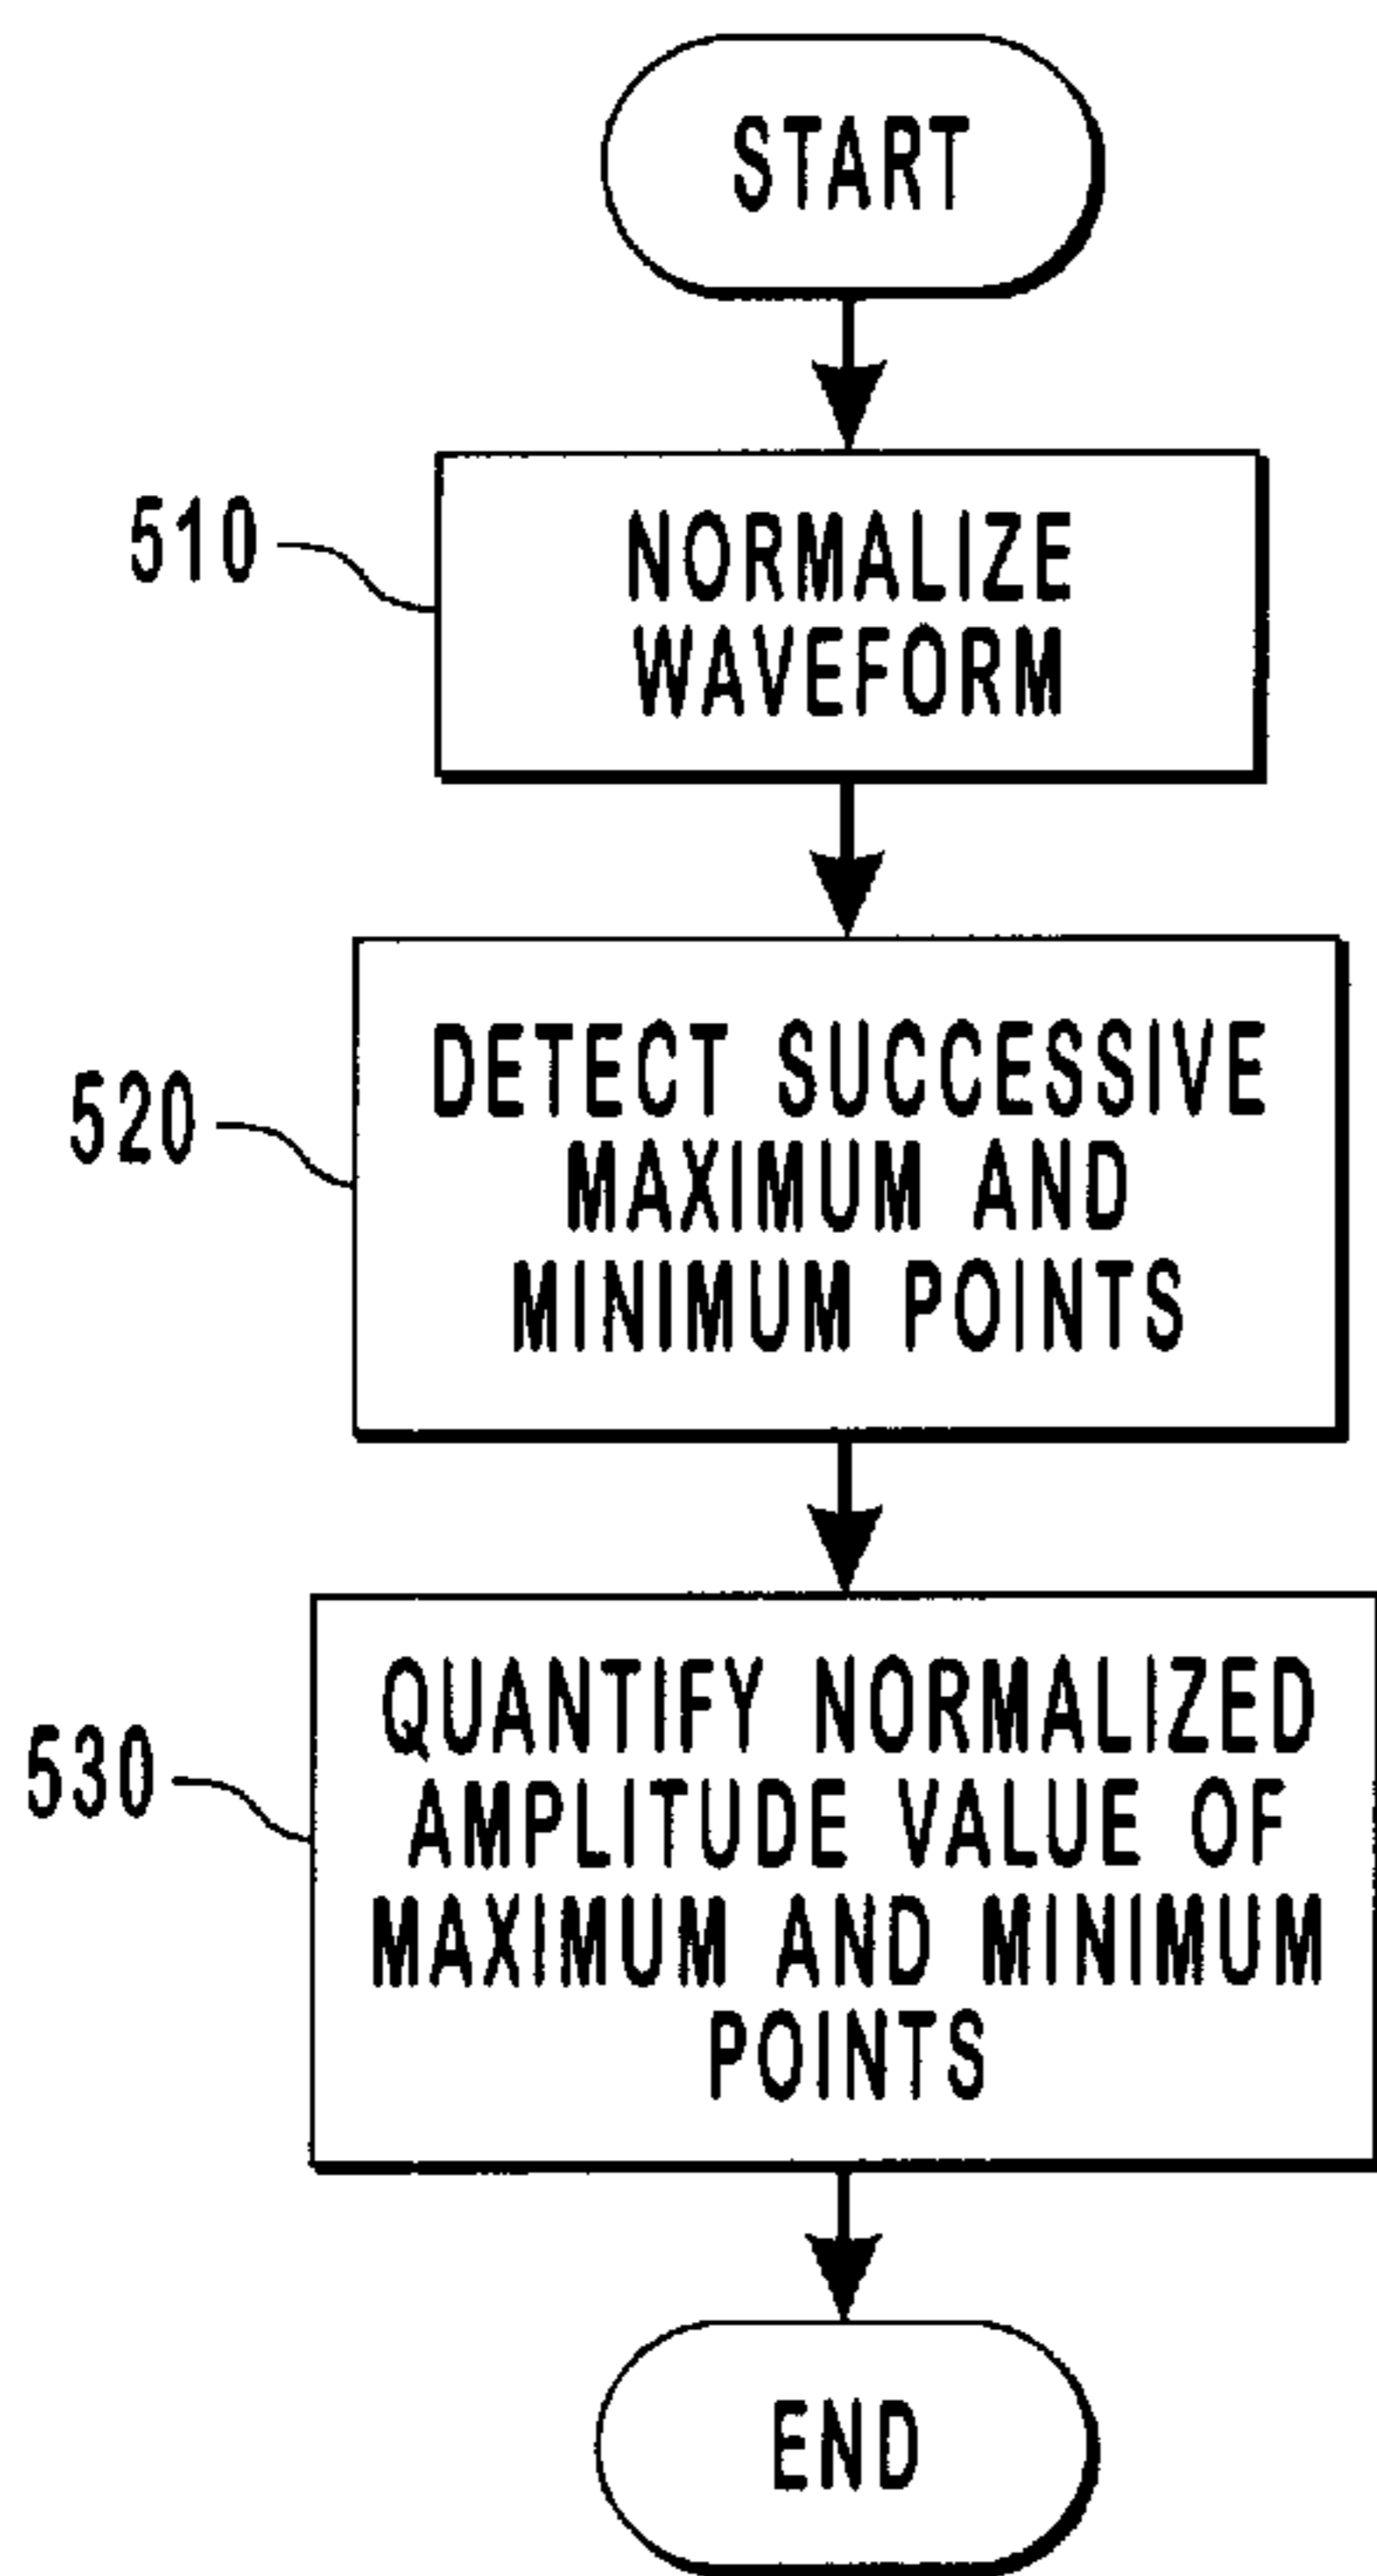 START
510
NORMALIZE
WAVEFORM
520
DETECT SUCCESSIVE
MAXIMUM AND
MINIMUM POINTS
530
QUANTIFY NORMALIZED
AMPLITUDE VALUE OF
MAXIMUM AND MINIMUM
POINTS
END